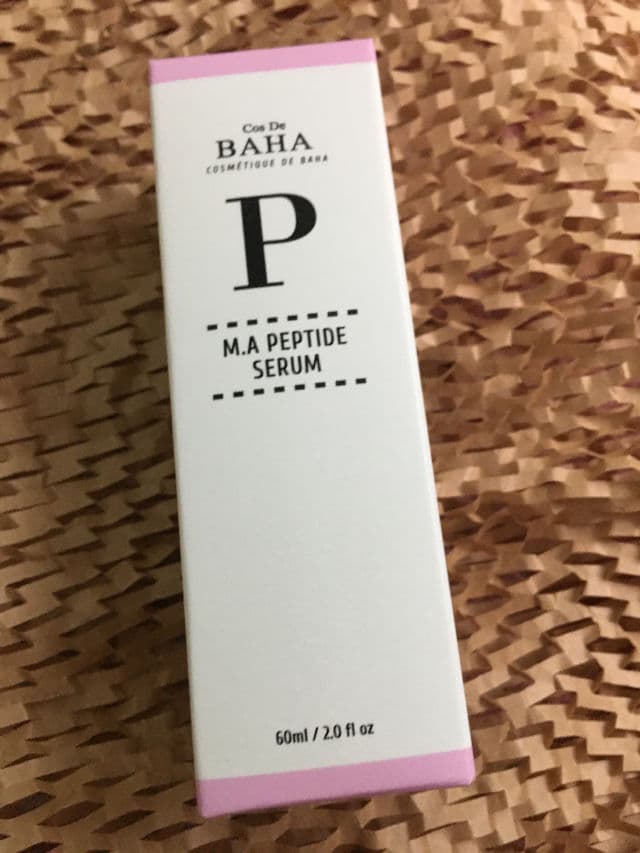 Cos De
BAHA
COSMÉTIQUE DE BAHA
P
M.A PEPTIDE
SERUM
60ml / 2.0 fl oz